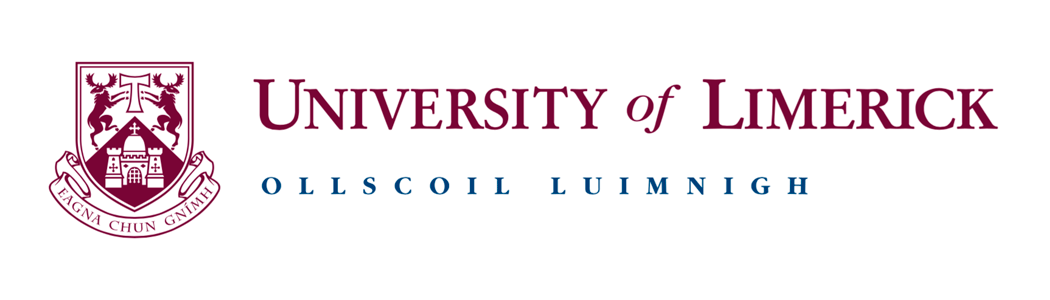 UNIVERSITY of LIMERICK
OLLSCOIL LUIMNIGH
EAGNA CHUN GNÍMH